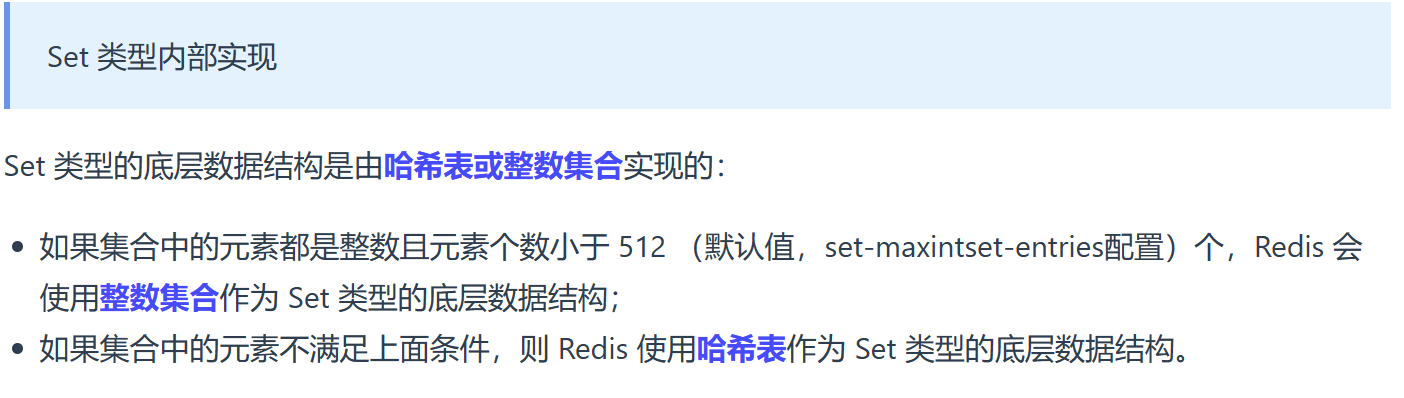 Set 类型内部实现
Set 类型的底层数据结构是由哈希表或整数集合实现的：
如果集合中的元素都是整数且元素个数小于 512 （默认值，set-maxintset-entries配置）个，Redis 会
使用整数集合作为 Set 类型的底层数据结构；
如果集合中的元素不满足上面条件，则 Redis 使用哈希表作为 Set 类型的底层数据结构。